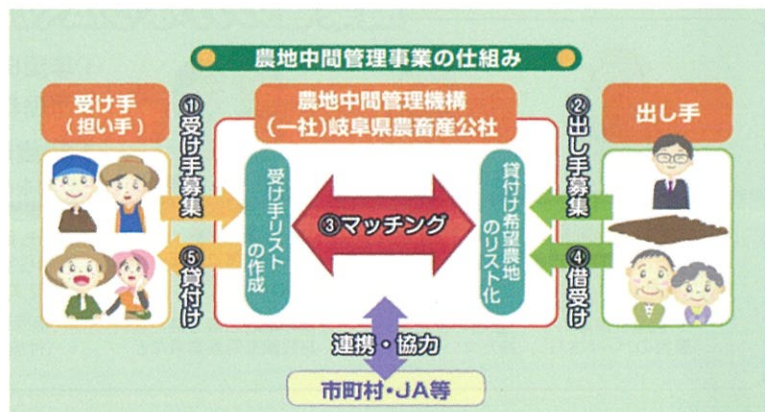 農地中間管理事業の仕組み
受け手
(担い手)
①受け手募集
農地中間管理機構
(一社)岐阜県農畜産公社
②出し手募集
出し手
受け手リスト
の作成
③マッチング
貸付け希望農地
のリスト化
⑤貸付け
④借受け
連携・協力
市町村・JA等